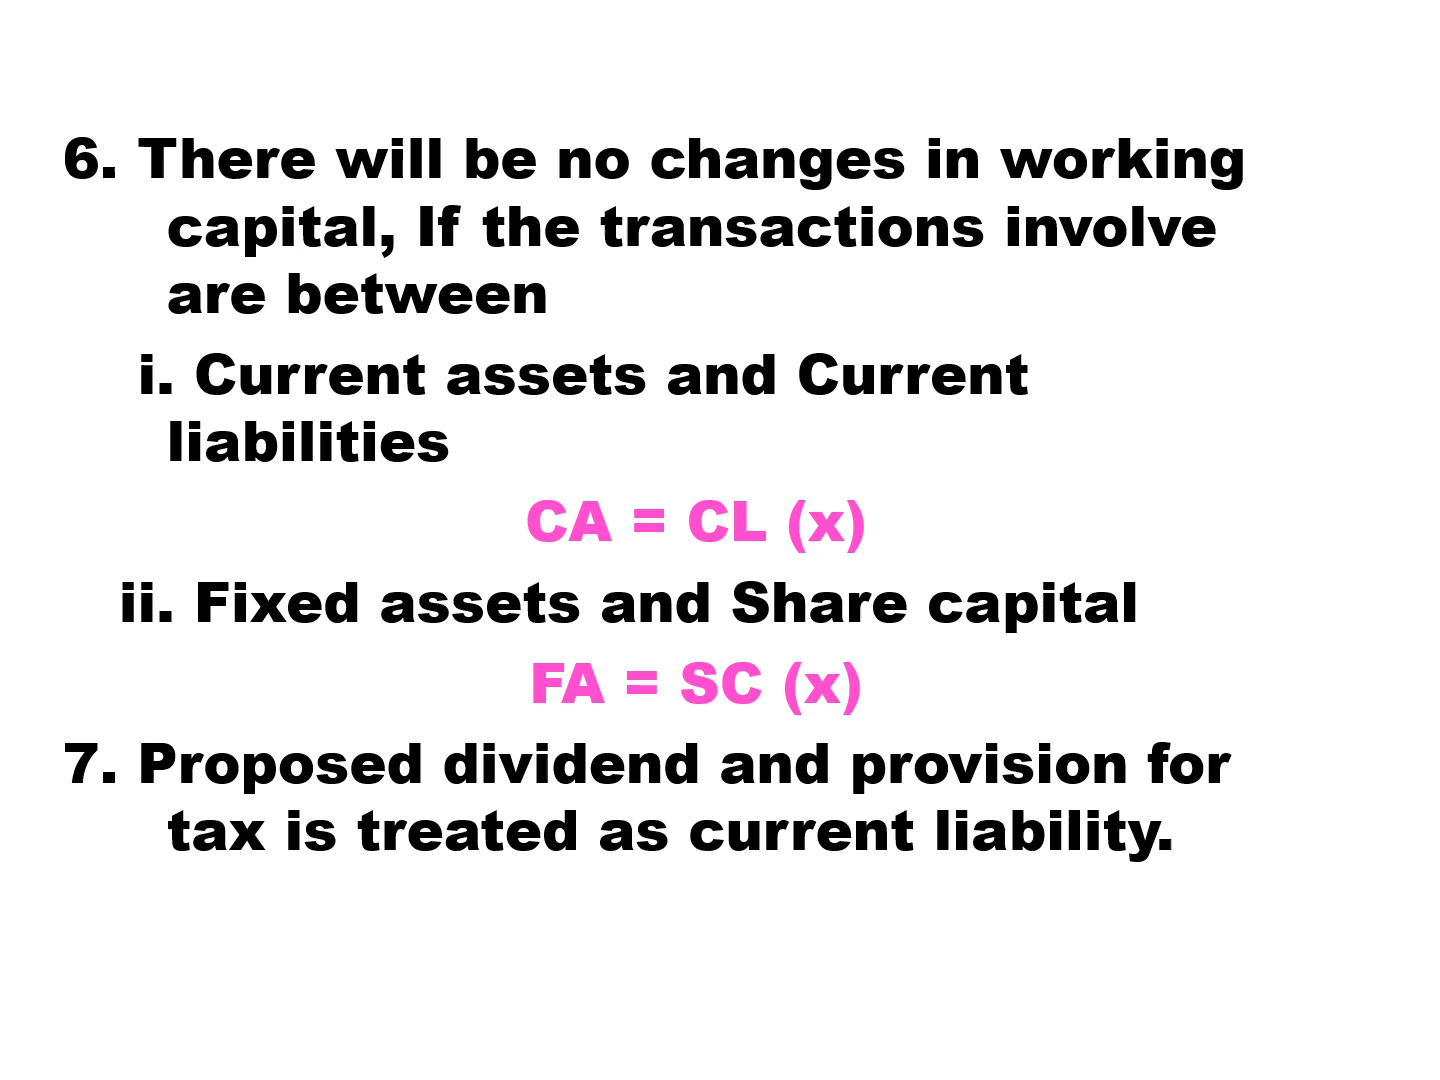 6. There will be no changes in working
capital, If the transactions involve
are between
i. Current assets and Current
liabilities
CA = CL (x)
ii. Fixed assets and Share capital
FA = SC (x)
7. Proposed dividend and provision for
tax is treated as current liability.